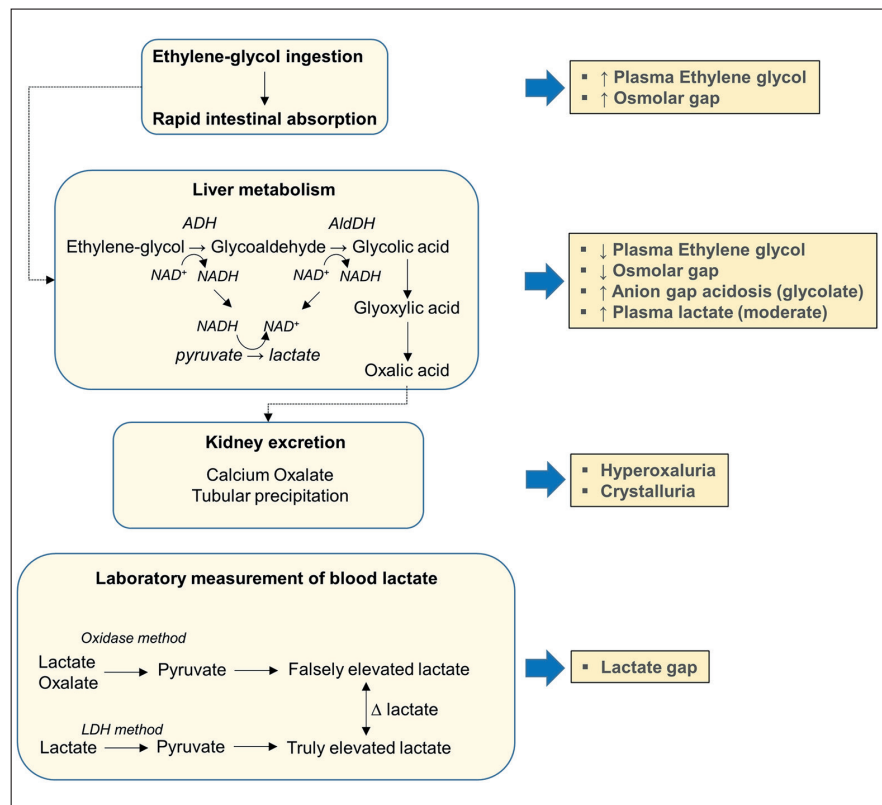 Ethylene-glycol ingestion
Rapid intestinal absorption
▪ ↑ Plasma Ethylene glycol
▪ ↑ Osmolar gap
Liver metabolism
ADH
AldDH
Ethylene-glycol → Glycoaldehyde → Glycolic acid
NAD⁺ NADH
NAD⁺ NADH
Glyoxylic acid
NADH NAD⁺
pyruvate → lactate
Oxalic acid
▪ ↓ Plasma Ethylene glycol
▪ ↓ Osmolar gap
▪ ↑ Anion gap acidosis (glycolate)
▪ ↑ Plasma lactate (moderate)
Kidney excretion
Calcium Oxalate
Tubular precipitation
▪ Hyperoxaluria
▪ Crystalluria
Laboratory measurement of blood lactate
Oxidase method
Lactate
Oxalate → Pyruvate → Falsely elevated lactate
Δ lactate
LDH method
Lactate → Pyruvate → Truly elevated lactate
▪ Lactate gap